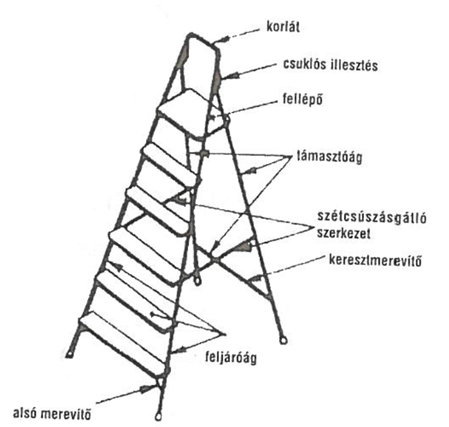 korlát
csuklós illesztés
fellépő
támasztóág
szétcsúszásgátló
szerkezet
keresztmerevítő
feljáróág
alsó merevítő